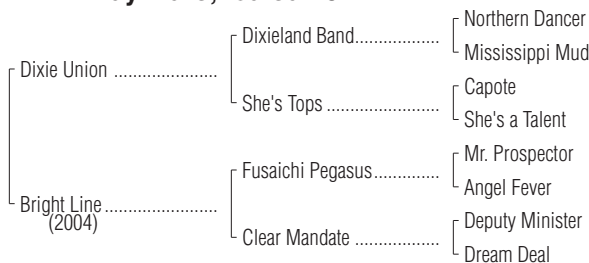 Northern Dancer
Dixieland Band
Mississippi Mud
Dixie Union
Capote
She's Tops
She's a Talent
Mr. Prospector
Fusaichi Pegasus
Angel Fever
Bright Line
(2004)
Deputy Minister
Clear Mandate
Dream Deal